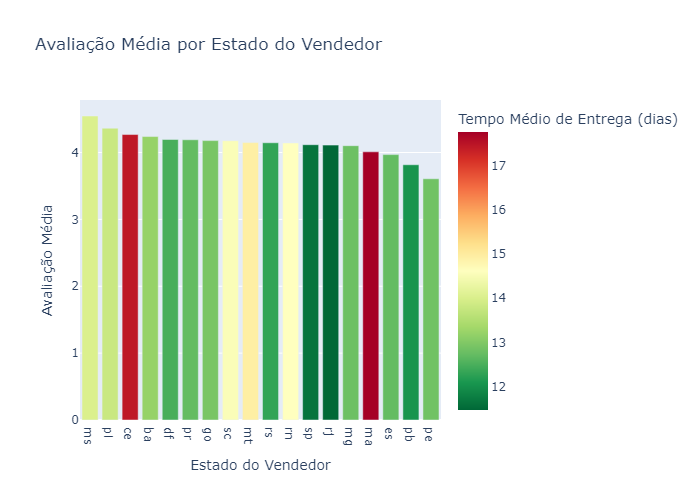 Avaliação Média por Estado do Vendedor
Tempo Médio de Entrega (dias)
17
16
15
14
13
12
Avaliação Média
4
3
2
1
0
ms
pl
ce
ba
df
pr
go
sc
mt
rs
rn
sp
rj
mg
ma
es
pb
pe
Estado do Vendedor